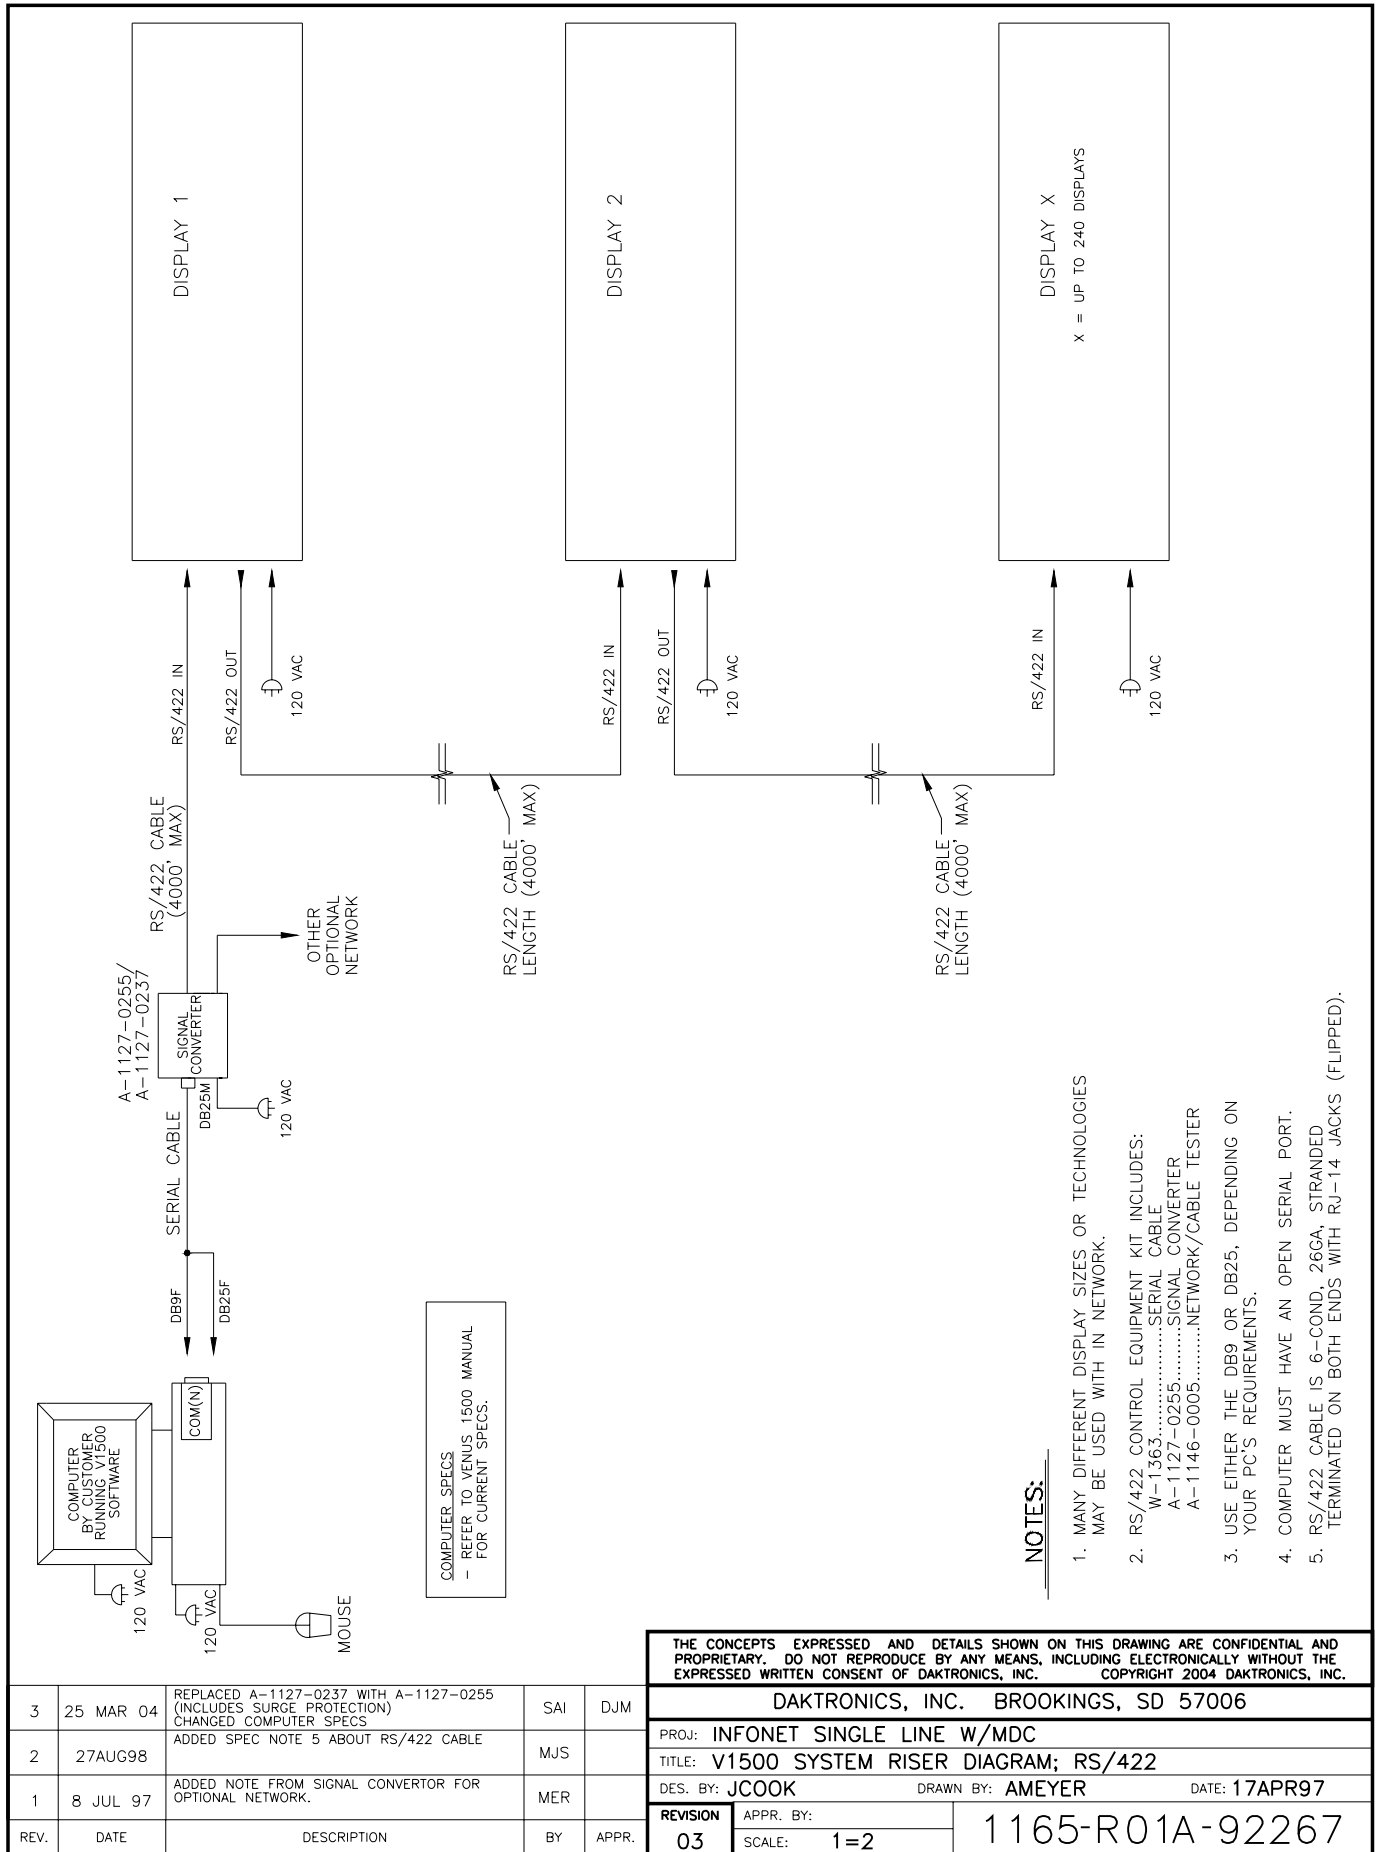 DISPLAY 1
DISPLAY 2
DISPLAY X
X = UP TO 240 DISPLAYS
RS/422 IN
RS/422 OUT
120 VAC
RS/422 IN
RS/422 OUT
120 VAC
RS/422 IN
120 VAC
RS/422 CABLE
(4000' MAX)
RS/422 CABLE
LENGTH (4000' MAX)
RS/422 CABLE
LENGTH (4000' MAX)
OTHER
OPTIONAL
NETWORK
A-1127-0255/
A-1127-0237
SIGNAL
CONVERTER
DB25M
120 VAC
SERIAL CABLE
DB9F
DB25F
COM(N)
COMPUTER
BY CUSTOMER
RUNNING V1500
SOFTWARE
120 VAC
120 VAC
MOUSE
COMPUTER SPECS
- REFER TO VENUS 1500 MANUAL
FOR CURRENT SPECS.
NOTES:
1. MANY DIFFERENT DISPLAY SIZES OR TECHNOLOGIES
MAY BE USED WITH IN NETWORK.
2. RS/422 CONTROL EQUIPMENT KIT INCLUDES:
W-1363..................SERIAL CABLE
A-1127-0255...........SIGNAL CONVERTER
A-1146-0005..........NETWORK/CABLE TESTER
3. USE EITHER THE DB9 OR DB25, DEPENDING ON
YOUR PC'S REQUIREMENTS.
4. COMPUTER MUST HAVE AN OPEN SERIAL PORT.
5. RS/422 CABLE IS 6-COND, 26GA, STRANDED
TERMINATED ON BOTH ENDS WITH RJ-14 JACKS (FLIPPED).
THE CONCEPTS EXPRESSED AND DETAILS SHOWN ON THIS DRAWING ARE CONFIDENTIAL AND
PROPRIETARY. DO NOT REPRODUCE BY ANY MEANS, INCLUDING ELECTRONICALLY WITHOUT THE
EXPRESSED WRITTEN CONSENT OF DAKTRONICS, INC. COPYRIGHT 2004 DAKTRONICS, INC.
DAKTRONICS, INC. BROOKINGS, SD 57006
PROJ: INFONET SINGLE LINE W/MDC
TITLE: V1500 SYSTEM RISER DIAGRAM; RS/422
DES. BY: JCOOK DRAWN BY: AMEYER DATE: 17APR97
REVISION
03
APPR. BY:
SCALE: 1=2
1165-R01A-92267
3 25 MAR 04 REPLACED A-1127-0237 WITH A-1127-0255
(INCLUDES SURGE PROTECTION)
CHANGED COMPUTER SPECS SAI DJM
2 27AUG98 ADDED SPEC NOTE 5 ABOUT RS/422 CABLE MJS
1 8 JUL 97 ADDED NOTE FROM SIGNAL CONVERTOR FOR
OPTIONAL NETWORK. MER
REV. DATE DESCRIPTION BY APPR.